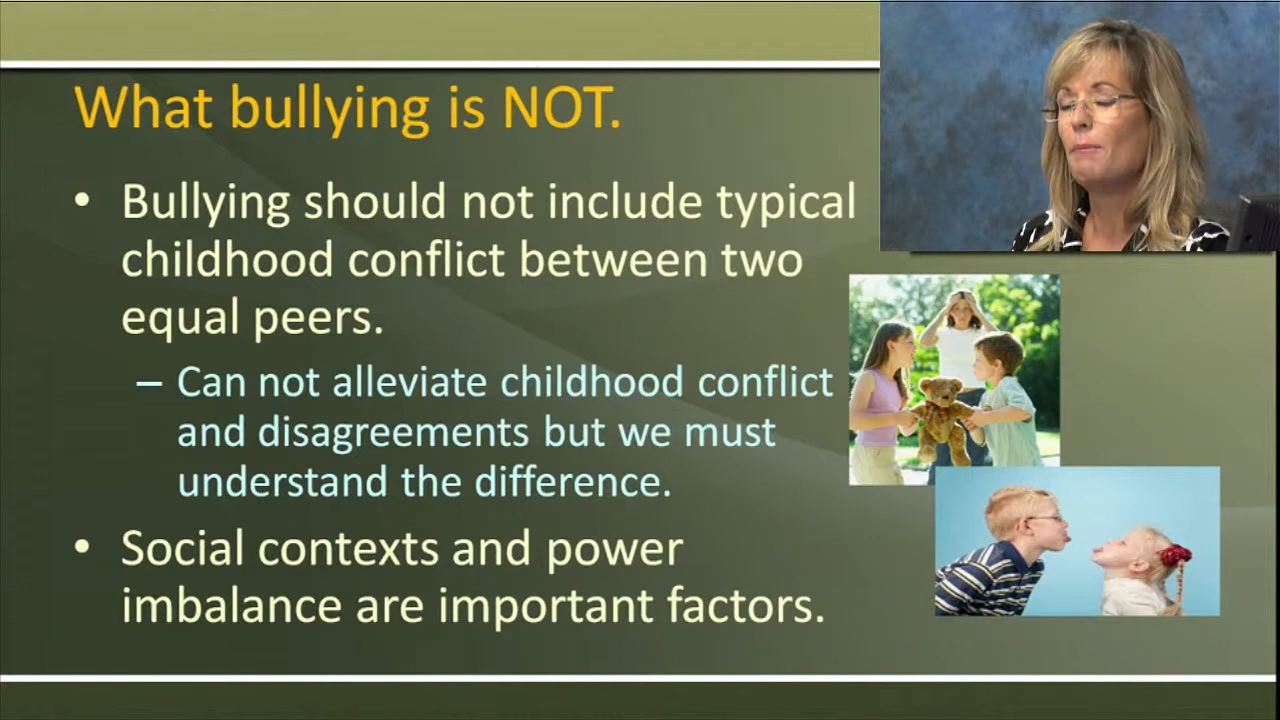 What bullying is NOT.
• Bullying should not include typical
childhood conflict between two
equal peers.
– Can not alleviate childhood conflict
and disagreements but we must
understand the difference.
• Social contexts and power
imbalance are important factors.